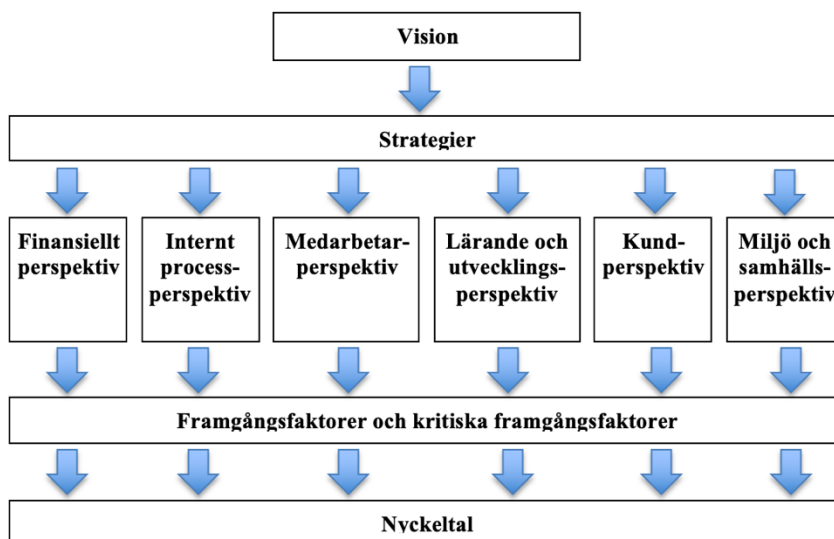 Vision
Strategier
Finansiellt
perspektiv
Internt
process-
perspektiv
Medarbetar-
perspektiv
Lärande och
utvecklings-
perspektiv
Kund-
perspektiv
Miljö och
samhälls-
perspektiv
Framgångsfaktorer och kritiska framgångsfaktorer
Nyckeltal